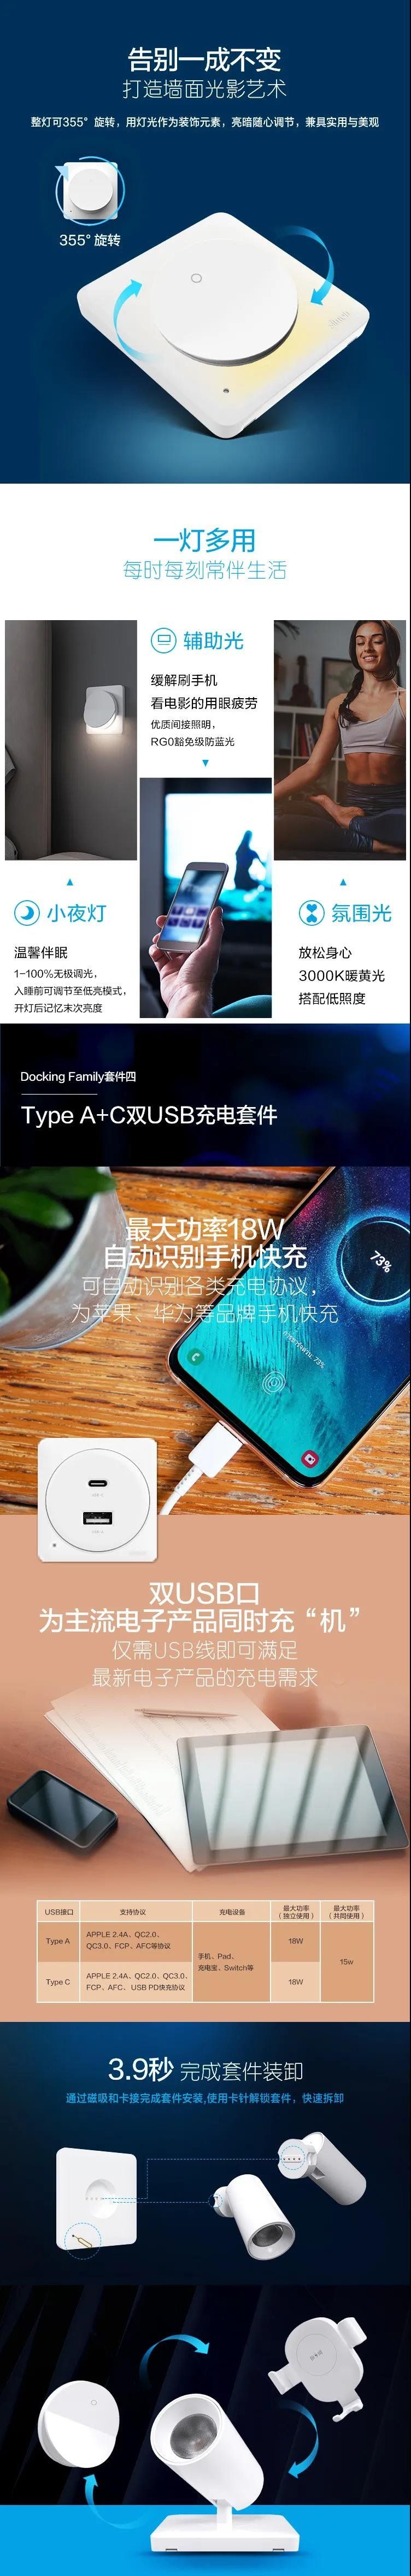 告别一成不变
打造墙面光影艺术
整灯可355°旋转，用灯光作为装饰元素，亮暗随心调节，兼具实用与美观
355°旋转
一灯多用
每时每刻常伴生活
辅助光
缓解刷手机
看电影的用眼疲劳
优质间接照明，
RG0豁免级防蓝光
小夜灯
温馨伴眠
1-100%无极调光，
入睡前可调节至低亮模式，
开灯后记忆末次亮度
氛围光
放松身心
3000K暖黄光
搭配低照度
Docking Family套件四
Type A+C双USB充电套件
最大功率18W
自动识别手机快充
可自动识别各类充电协议，
为苹果、华为等品牌手机快充
73%
双USB口
为主流电子产品同时充“机”
仅需USB线即可满足
最新电子产品的充电需求
USB接口 支持协议 充电设备 最大功率（独立使用） 最大功率（共同使用）
Type A APPLE 2.4A、QC2.0、QC3.0、FCP、AFC等协议 手机、Pad、充电宝、Switch等 18W 15w
Type C APPLE 2.4A、QC2.0、QC3.0、FCP、AFC、USB PD快充协议 18W
3.9秒 完成套件装卸
通过磁吸和卡接完成套件安装,使用卡针解锁套件，快速拆卸